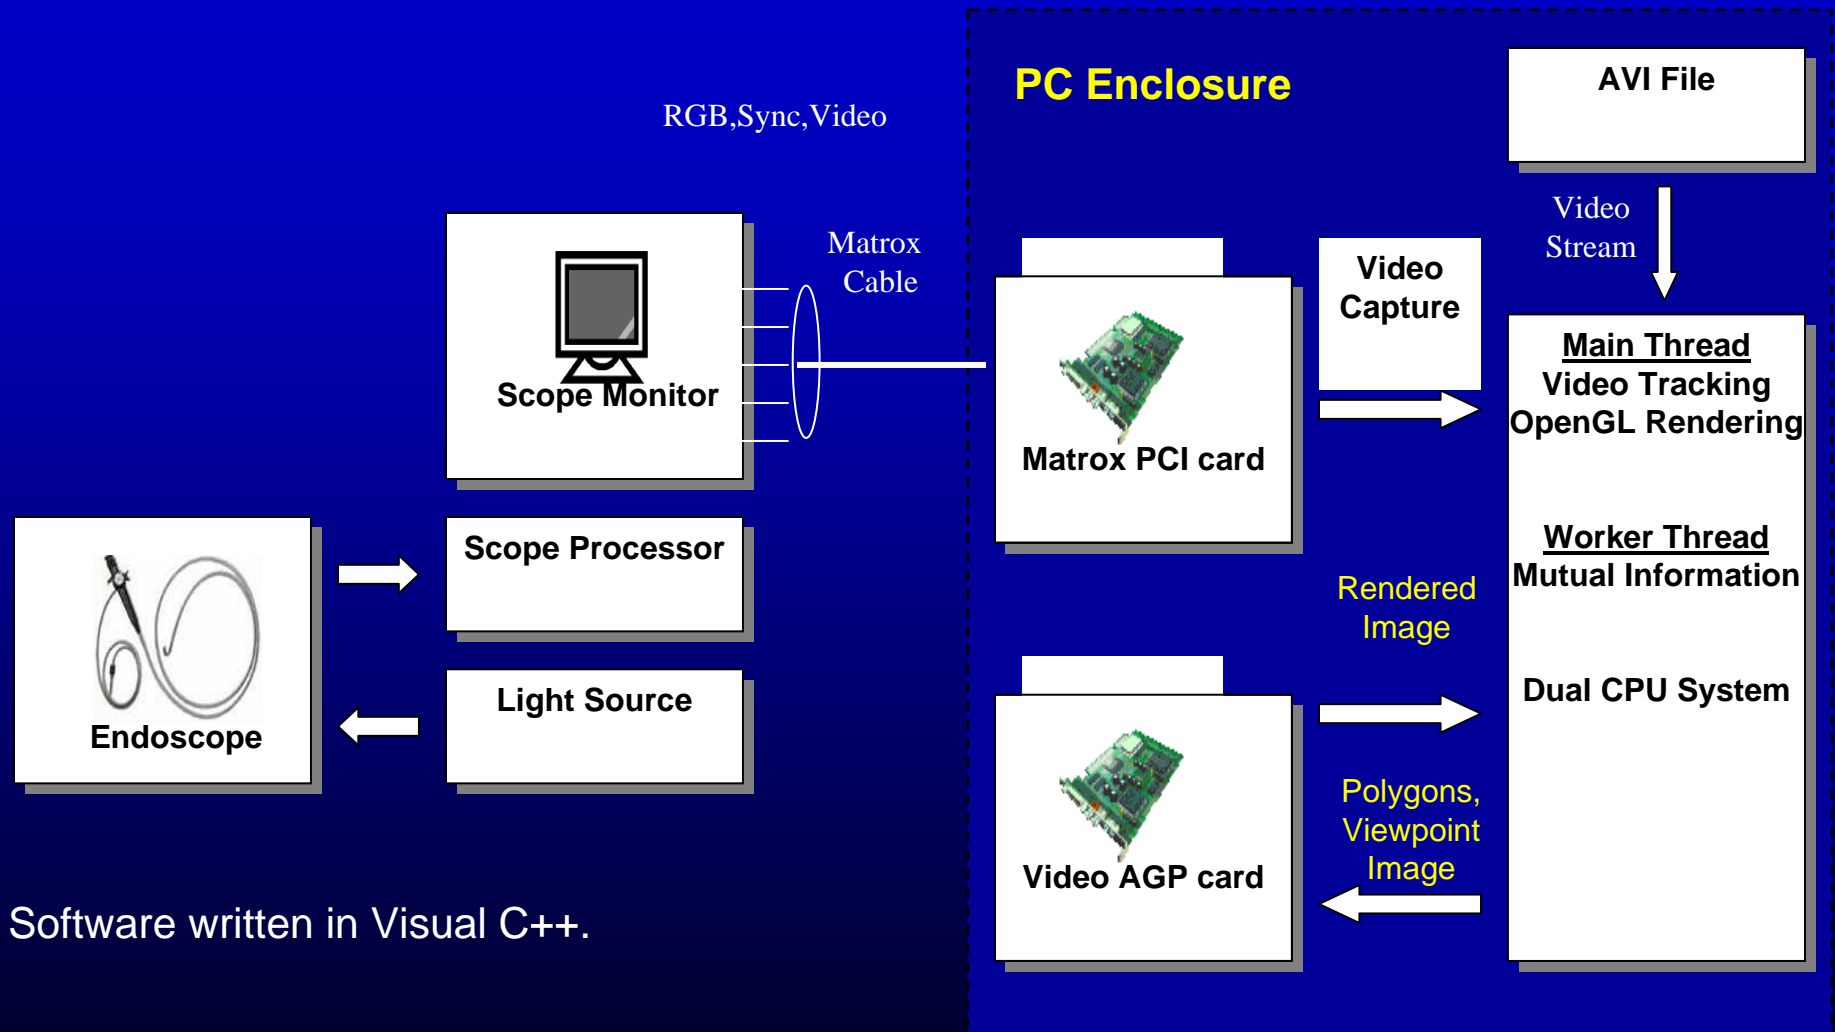 PC Enclosure
AVI File
RGB,Sync,Video
Video
Stream
Matrox
Cable
Video
Capture
Scope Monitor
Matrox PCI card
Main Thread
Video Tracking
OpenGL Rendering
Worker Thread
Mutual Information
Dual CPU System
Scope Processor
Rendered
Image
Light Source
Endoscope
Polygons,
Viewpoint
Image
Video AGP card
Software written in Visual C++.